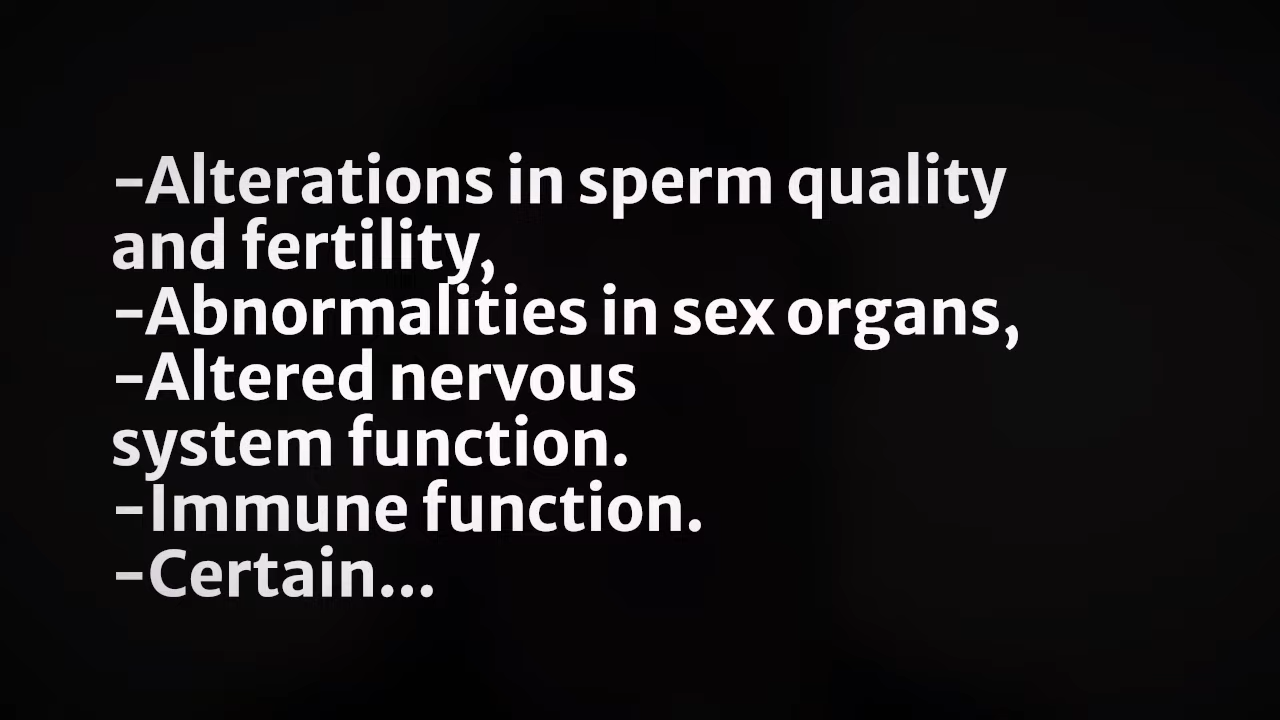 -Alterations in sperm quality
and fertility,
-Abnormalities in sex organs,
-Altered nervous
system function.
-Immune function.
-Certain...